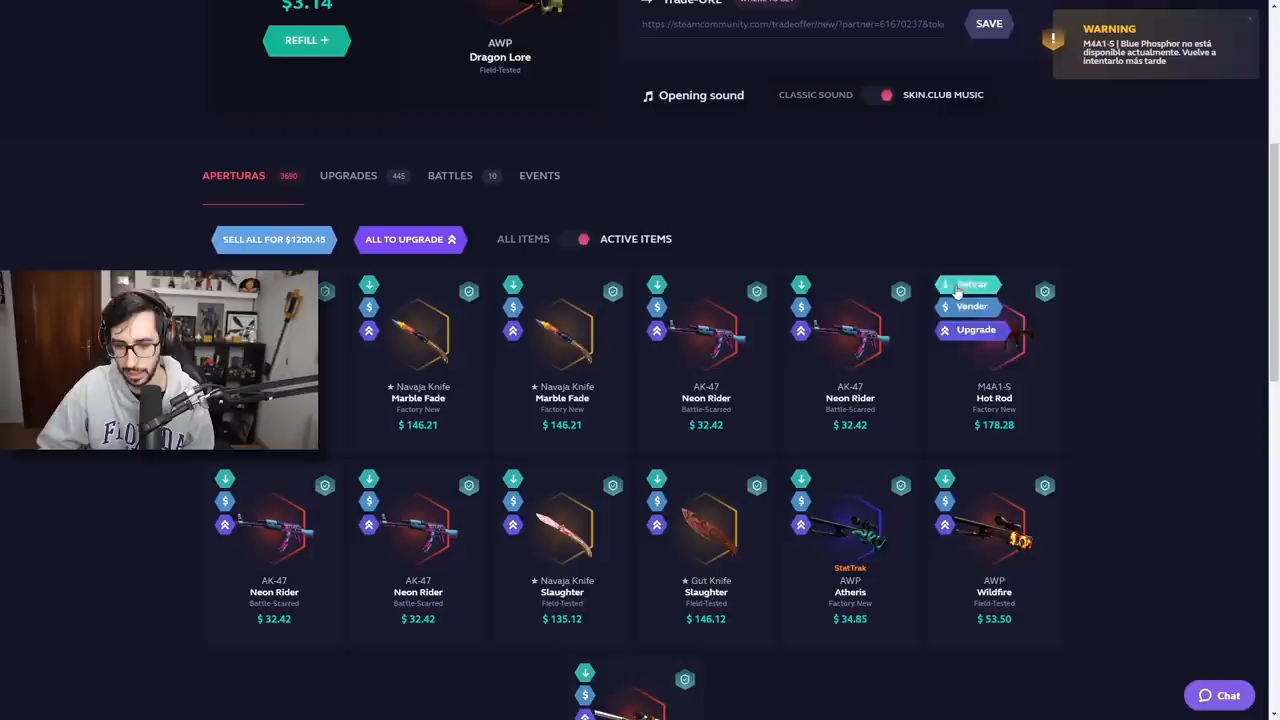 $3.14
REFILL +
AWP
Dragon Lore
Field-Tested
Trade-URL
https://steamcommunity.com/tradeoffer/new/?partner=61670237&tok
SAVE
WARNING
M4A1-S | Blue Phosphor no está
disponible actualmente. Vuelve a
intentarlo más tarde
Opening sound
CLASSIC SOUND
SKIN.CLUB MUSIC
APERTURAS 3690
UPGRADES 445
BATTLES 10
EVENTS
SELL ALL FOR $1200.45
ALL TO UPGRADE
ALL ITEMS
ACTIVE ITEMS
★ Navaja Knife
Marble Fade
Factory New
$ 146.21
★ Navaja Knife
Marble Fade
Factory New
$ 146.21
AK-47
Neon Rider
Battle-Scarred
$ 32.42
AK-47
Neon Rider
Battle-Scarred
$ 32.42
$ Vender
Upgrade
M4A1-S
Hot Rod
Factory New
$ 178.28
AK-47
Neon Rider
Battle-Scarred
$ 32.42
AK-47
Neon Rider
Battle-Scarred
$ 32.42
★ Navaja Knife
Slaughter
Field-Tested
$ 135.12
★ Gut Knife
Slaughter
Field-Tested
$ 146.12
StatTrak
AWP
Atheris
Factory New
$ 34.85
AWP
Wildfire
Field-Tested
$ 53.50
Chat